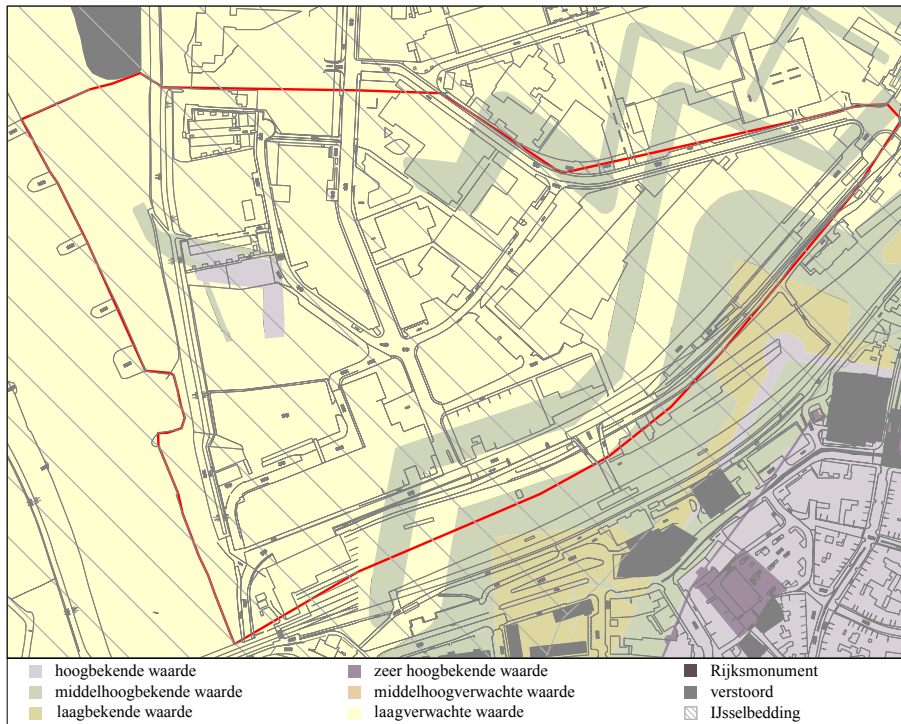 hoogbekende waarde
middelhoogbekende waarde
laagbekende waarde
zeer hoogbekende waarde
middelhoogverwachte waarde
laagverwachte waarde
Rijksmonument
verstoord
IJsselbedding